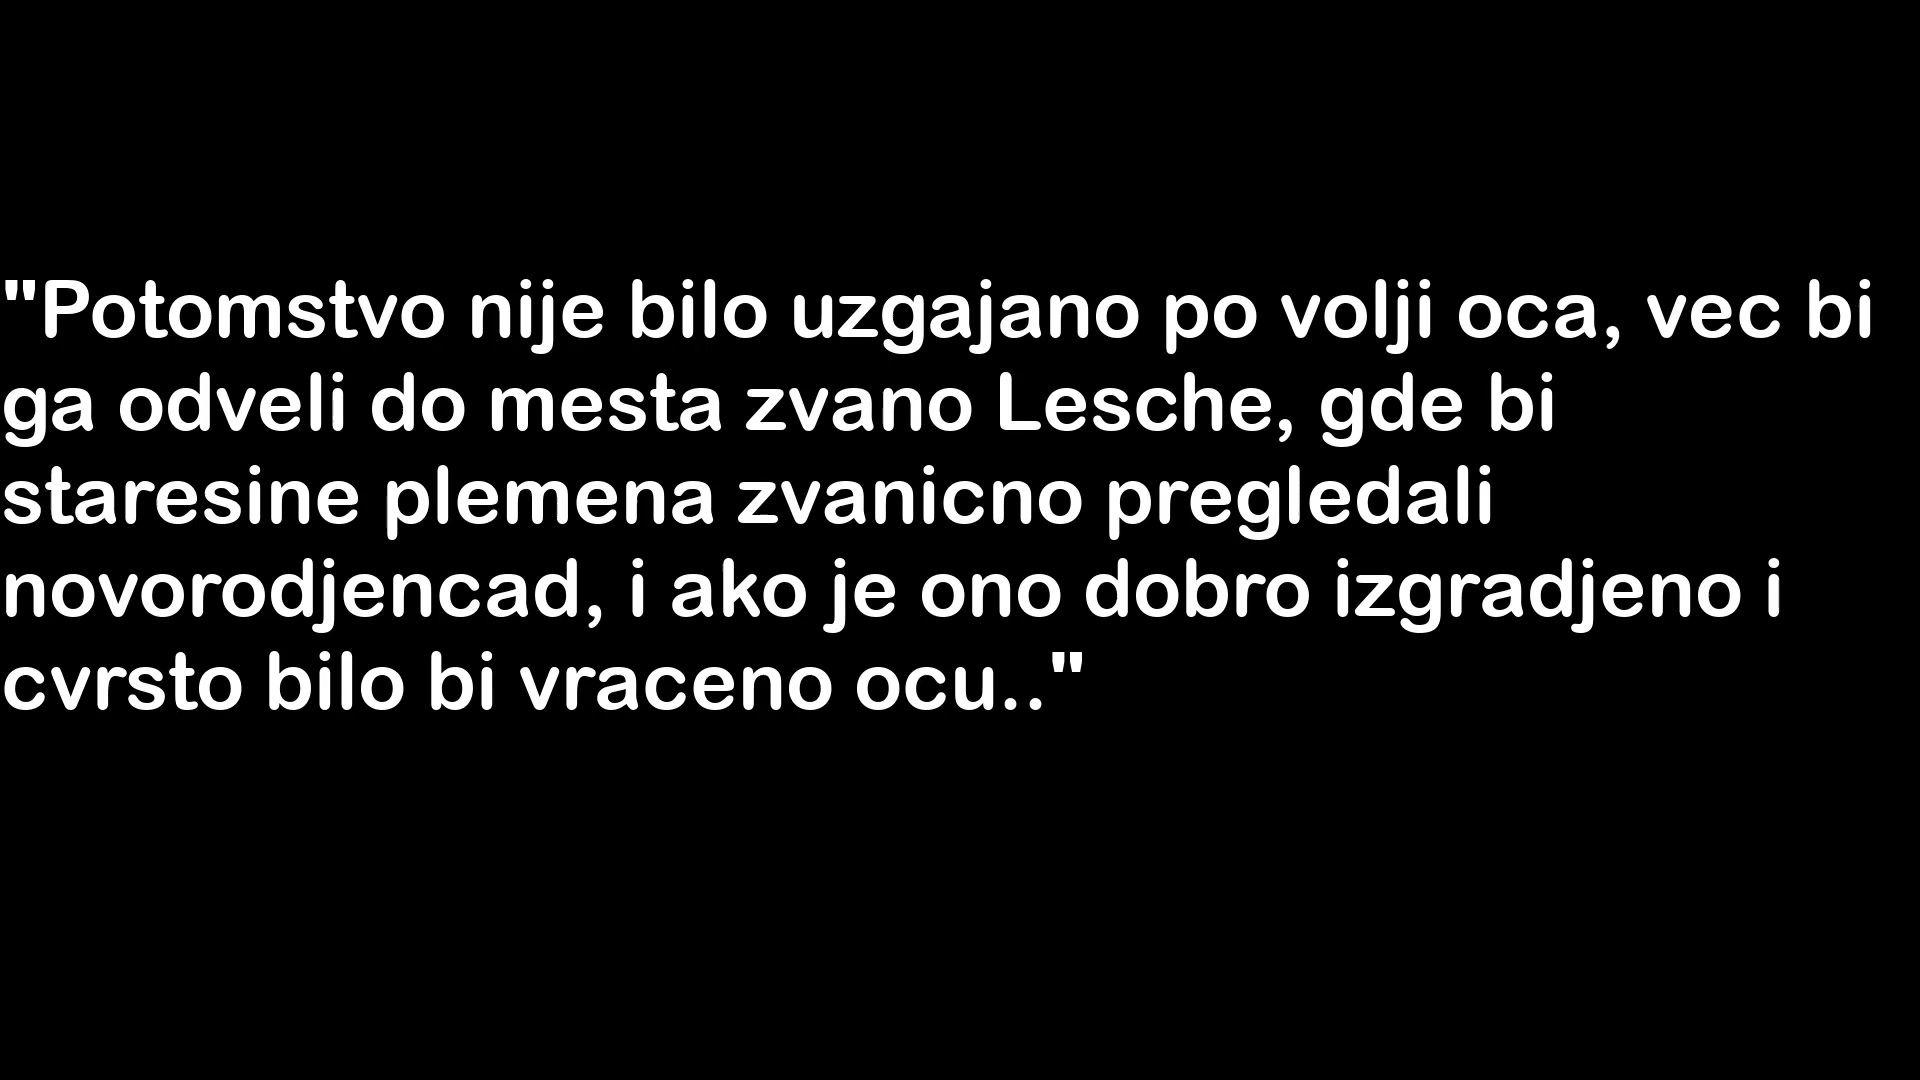 "Potomstvo nije bilo uzgajano po volji oca, vec bi
ga odveli do mesta zvano Lesche, gde bi
staresine plemena zvanicno pregledali
novorodjencad, i ako je ono dobro izgradjeno i
cvrsto bilo bi vraceno ocu.."